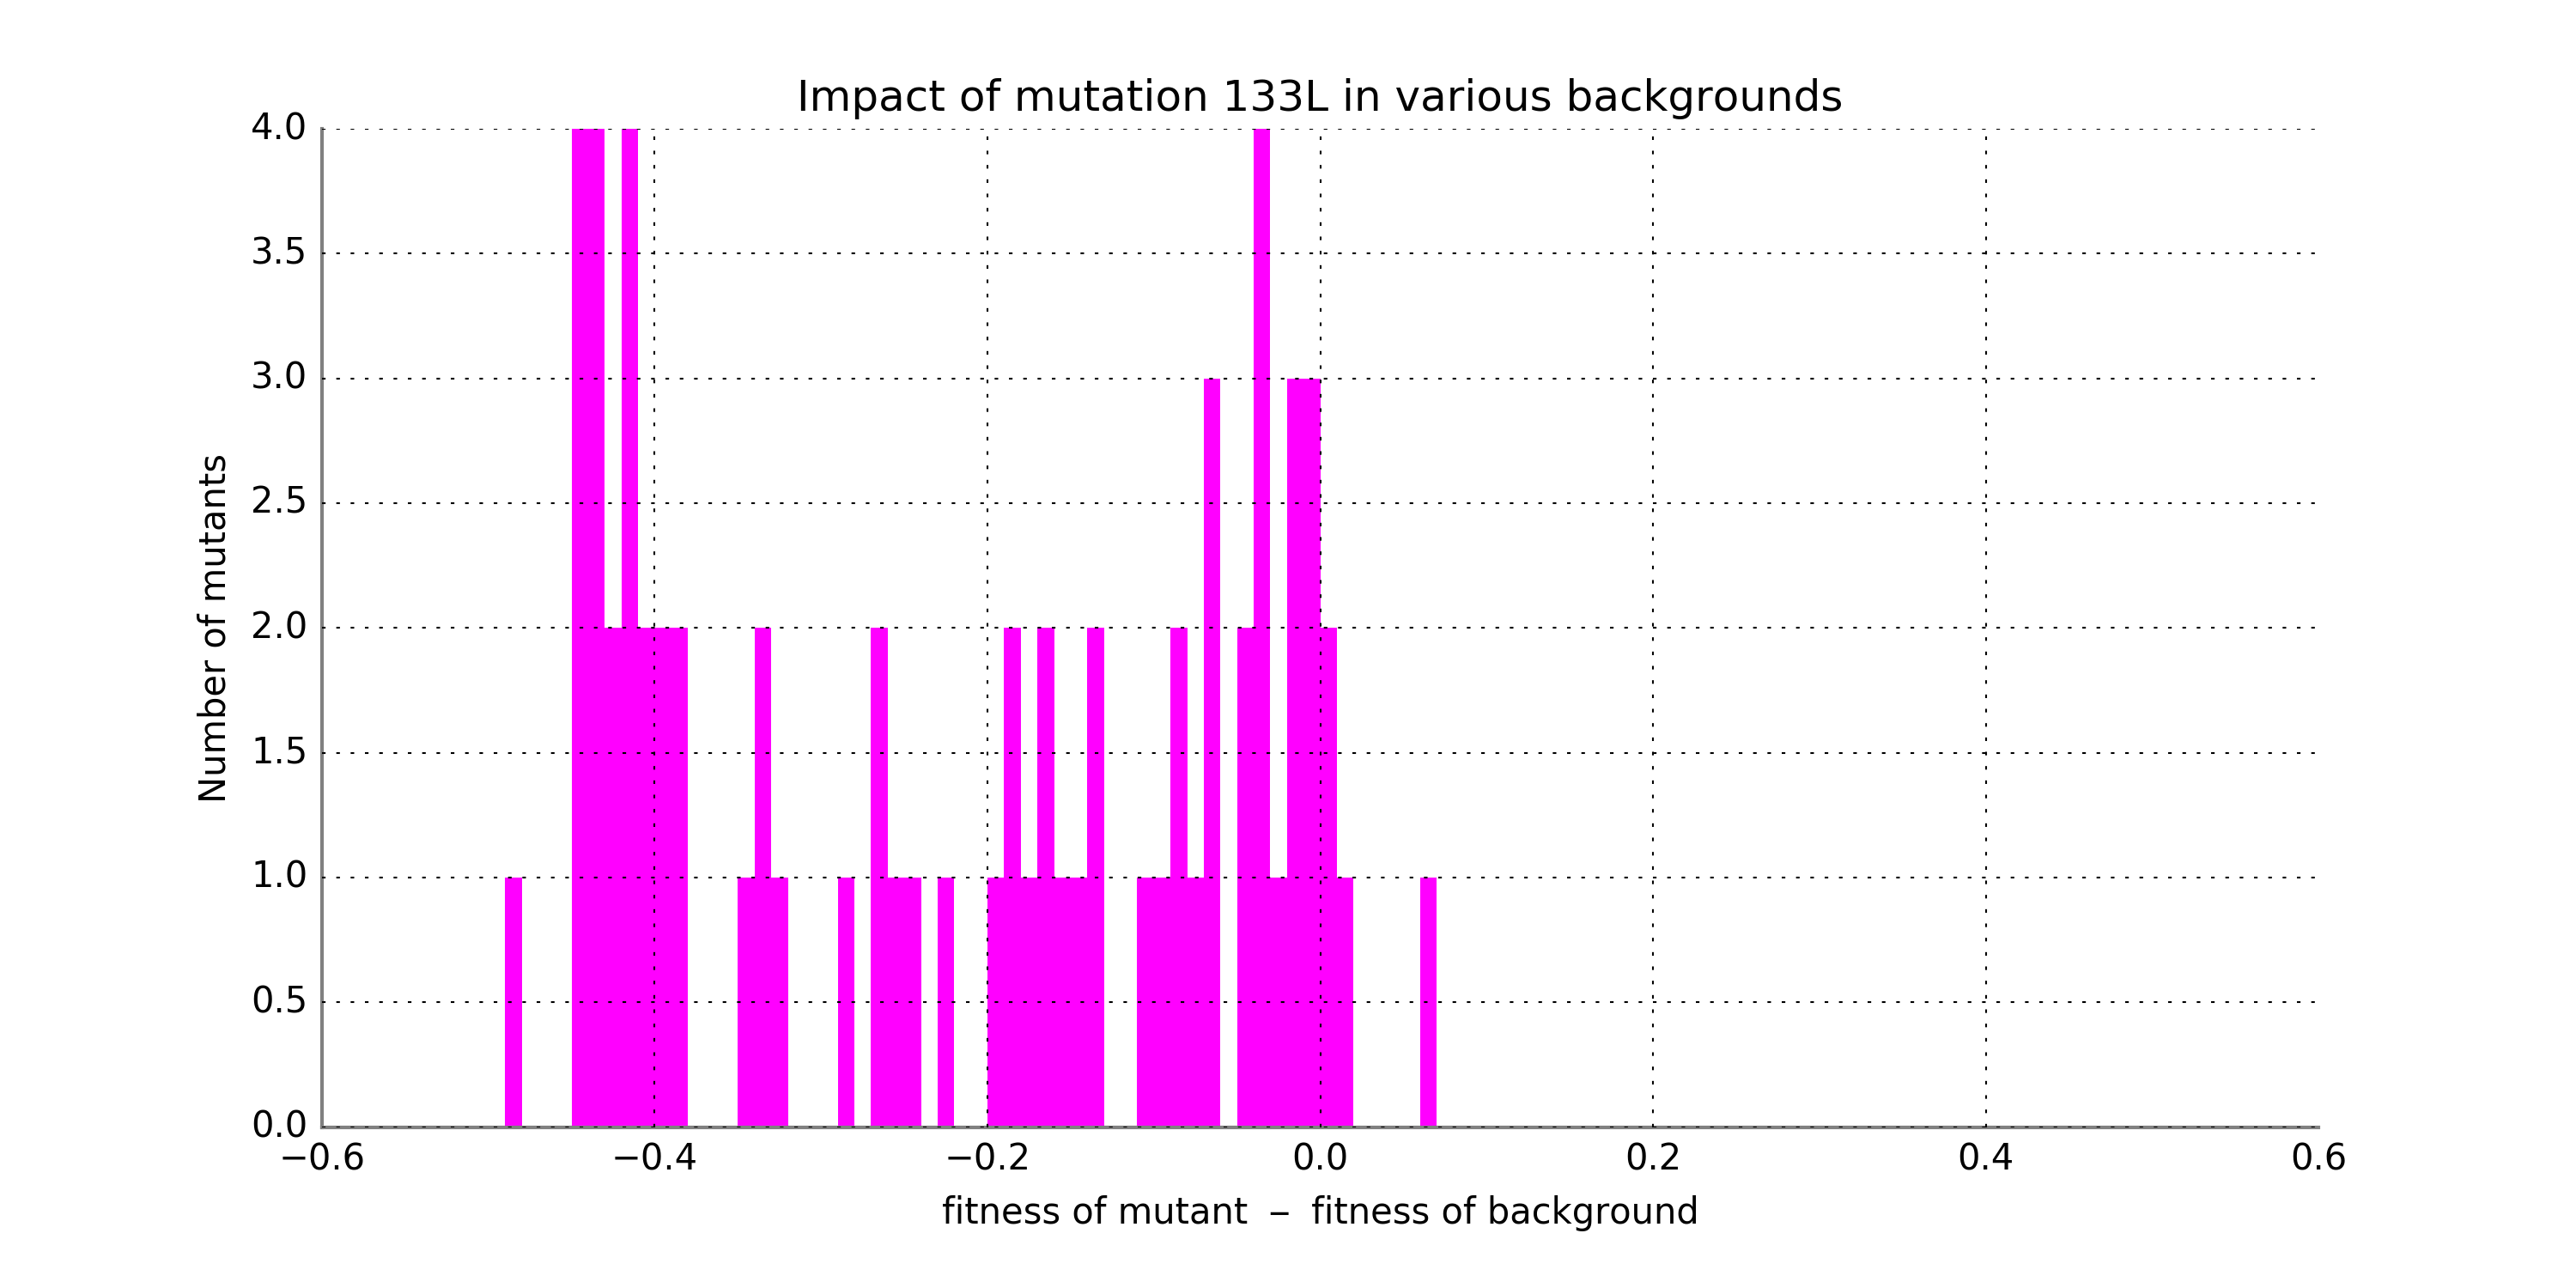 Impact of mutation 133L in various backgrounds
4.0
3.5
3.0
2.5
2.0
1.5
1.0
0.5
0.0
Number of mutants
−0.6 −0.4 −0.2 0.0 0.2 0.4 0.6
fitness of mutant − fitness of background